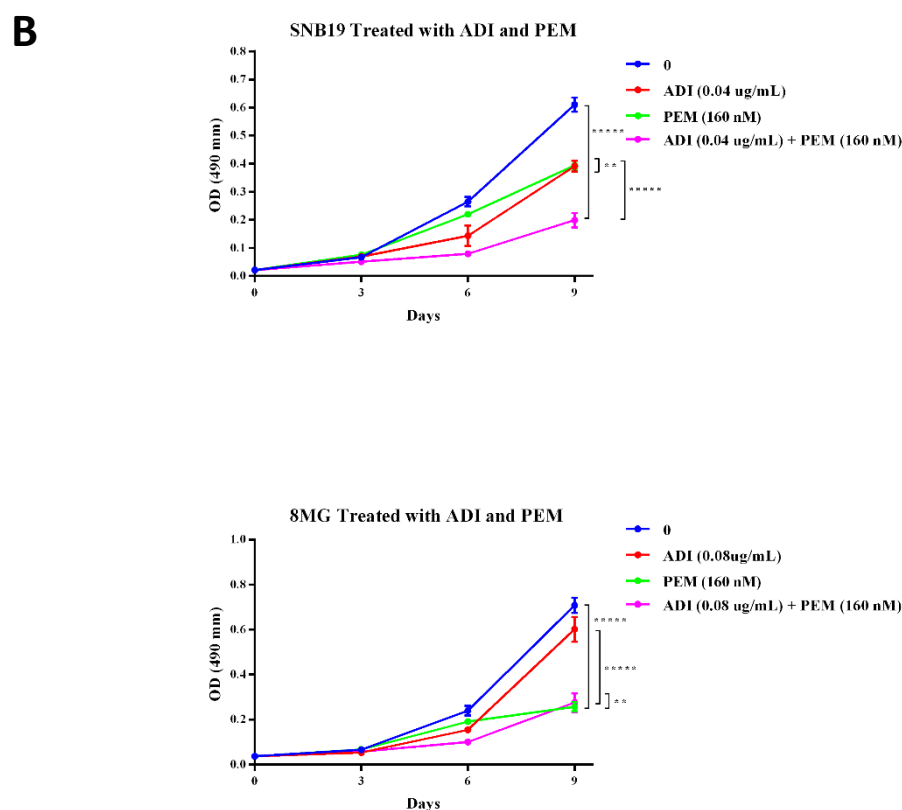 B
SNB19 Treated with ADI and PEM
0.8
0.7
0.6
0.5
0.4
0.3
0.2
0.1
0.0
OD (490 mm)
0 3 6 9
Days
0
ADI (0.04 ug/mL)
PEM (160 nM)
ADI (0.04 ug/mL) + PEM (160 nM)
*****
**
*****
8MG Treated with ADI and PEM
1.0
0.8
0.6
0.4
0.2
0.0
OD (490 mm)
0 3 6 9
Days
0
ADI (0.08ug/mL)
PEM (160 nM)
ADI (0.08 ug/mL) + PEM (160 nM)
*****
*****
**